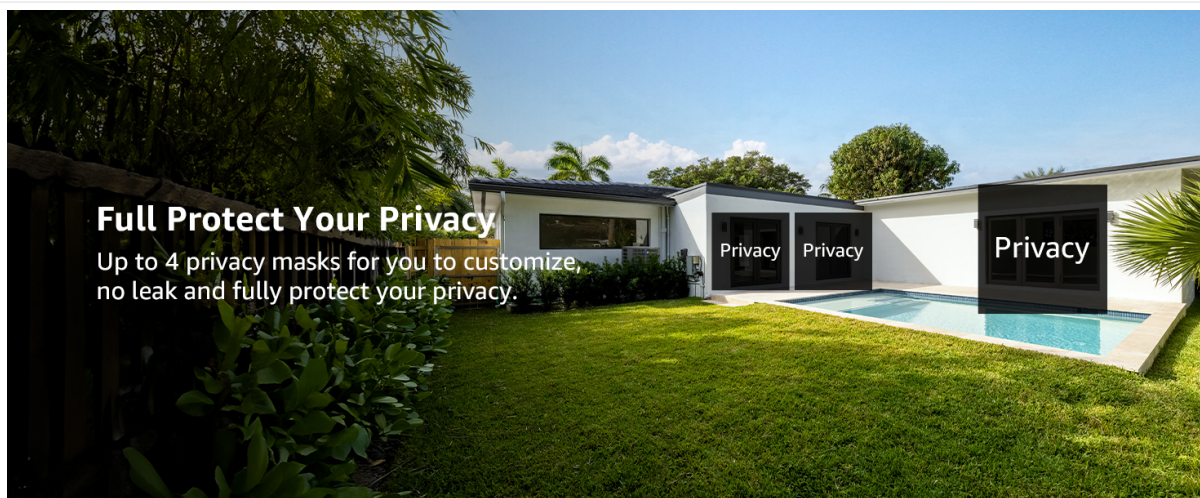 Full Protect Your Privacy
Up to 4 privacy masks for you to customize,
no leak and fully protect your privacy.
Privacy
Privacy
Privacy